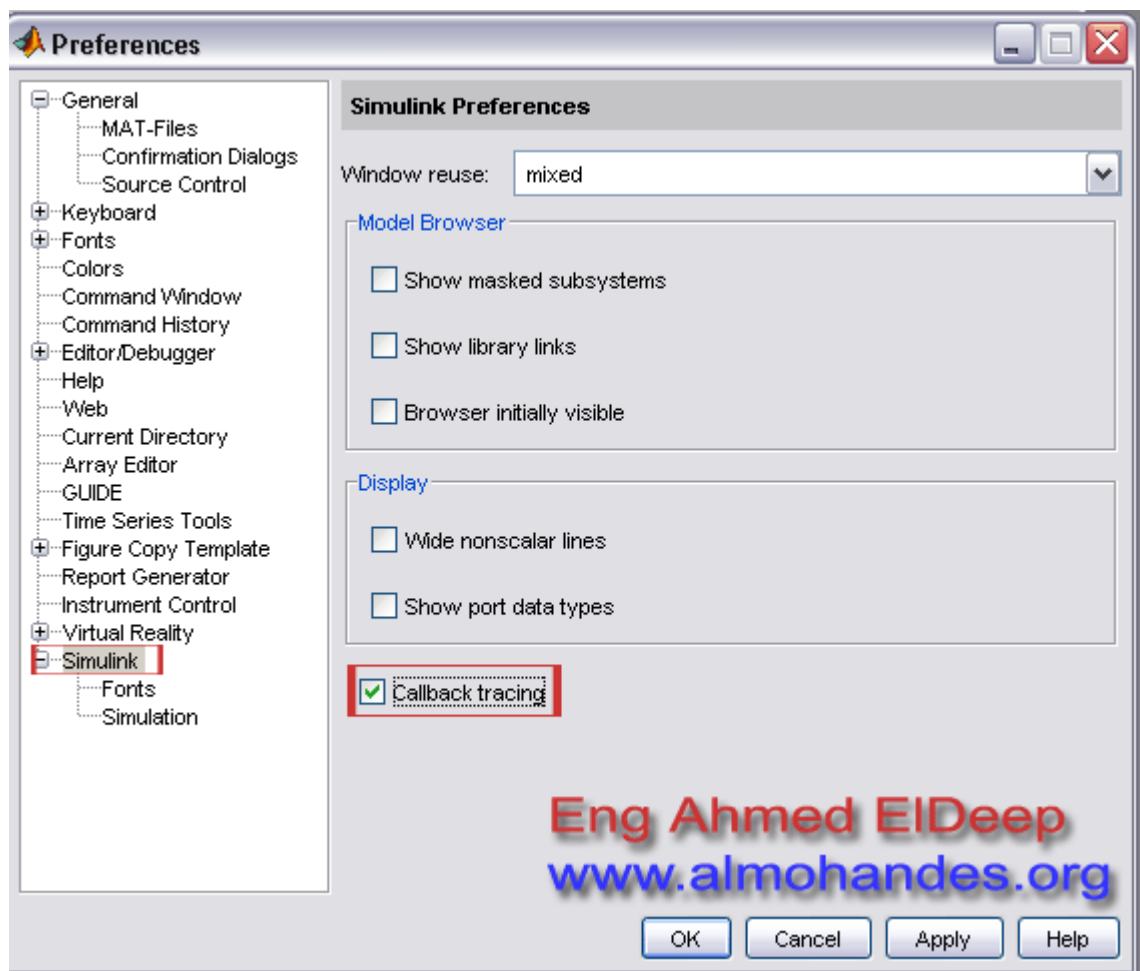 Preferences
General
MAT-Files
Confirmation Dialogs
Source Control
Keyboard
Fonts
Colors
Command Window
Command History
Editor/Debugger
Help
Web
Current Directory
Array Editor
GUIDE
Time Series Tools
Figure Copy Template
Report Generator
Instrument Control
Virtual Reality
Simulink
Fonts
Simulation
Simulink Preferences
Window reuse: mixed
Model Browser
Show masked subsystems
Show library links
Browser initially visible
Display
Wide nonscalar lines
Show port data types
Callback tracing
Eng Ahmed ElDeep
www.almohandes.org
OK Cancel Apply Help